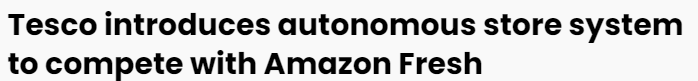 Tesco introduces autonomous store system
to compete with Amazon Fresh